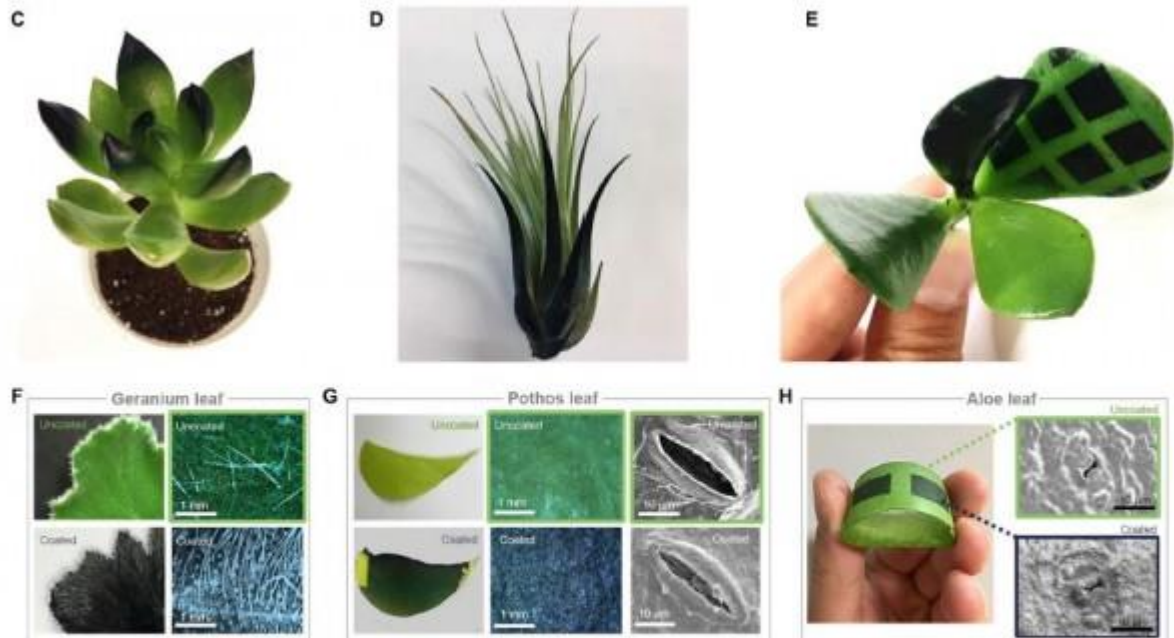 C
D
E
F
Geranium leaf
Uncoated
Uncoated
1 mm
Coated
Coated
1 mm
G
Pothos leaf
Uncoated
Uncoated
1 mm
Uncoated
10 µm
Coated
Coated
1 mm
Coated
10 µm
H
Aloe leaf
Uncoated
Coated